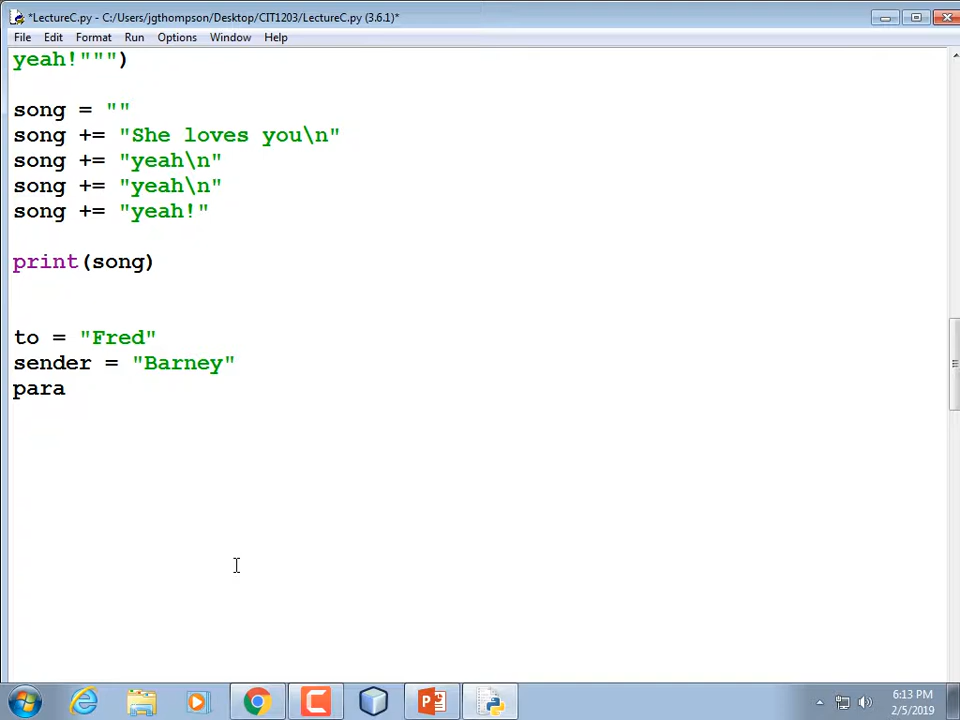 *LectureC.py - C:/Users/jgthompson/Desktop/CIT1203/LectureC.py (3.6.1)*
File Edit Format Run Options Window Help
yeah!""")
song = ""
song += "She loves you\n"
song += "yeah\n"
song += "yeah\n"
song += "yeah!"
print(song)
to = "Fred"
sender = "Barney"
para
6:13 PM
2/5/2019